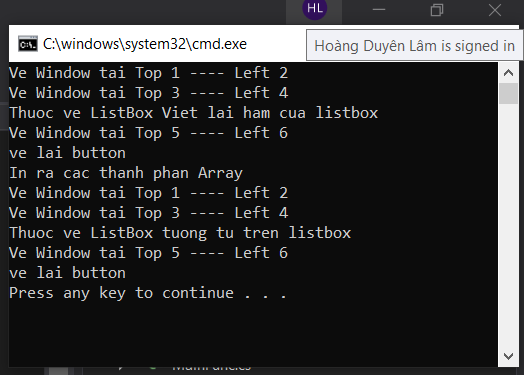 HL
C:\windows\system32\cmd.exe
Hoàng Duyên Lâm is signed in
Ve Window tai Top 1 ---- Left 2
Ve Window tai Top 3 ---- Left 4
Thuoc ve ListBox Viet lai ham cua listbox
Ve Window tai Top 5 ---- Left 6
ve lai button
In ra cac thanh phan Array
Ve Window tai Top 1 ---- Left 2
Ve Window tai Top 3 ---- Left 4
Thuoc ve ListBox tuong tu tren listbox
Ve Window tai Top 5 ---- Left 6
ve lai button
Press any key to continue . . .